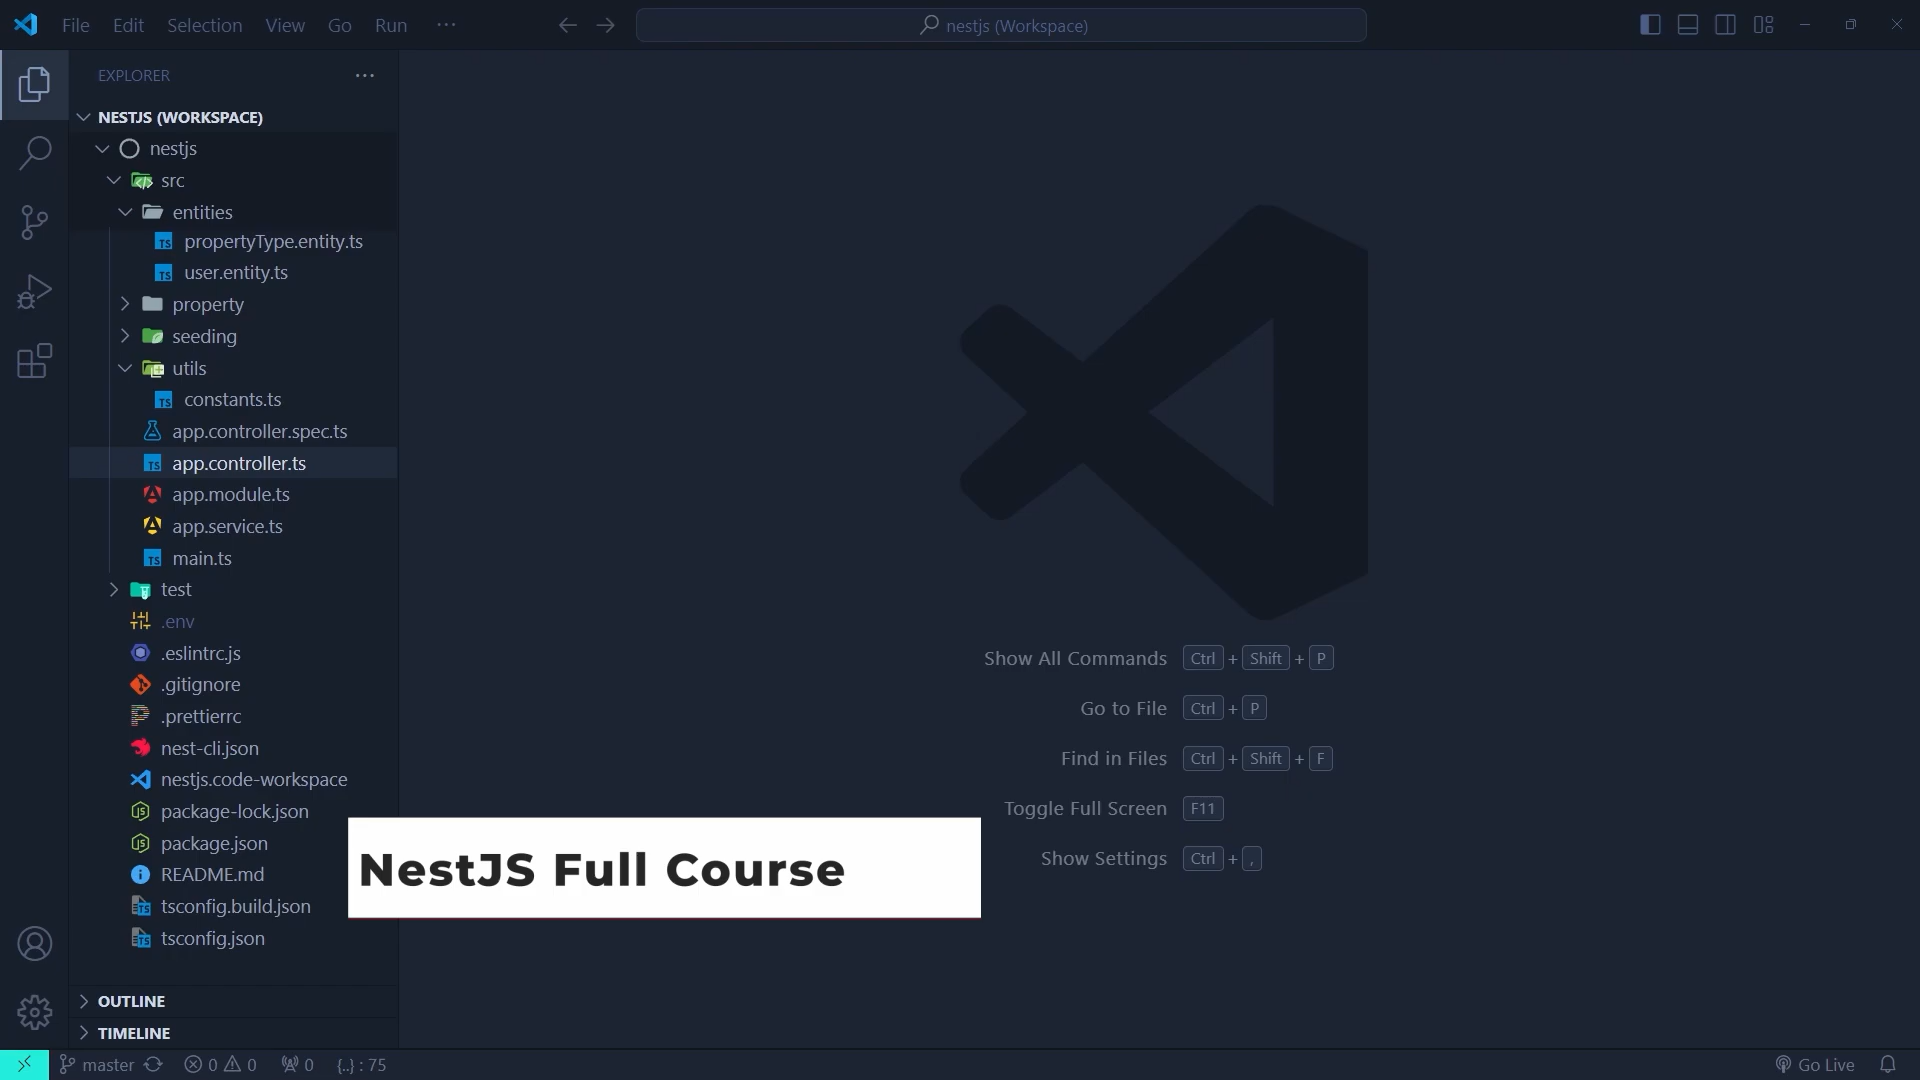 File Edit Selection View Go Run ··· nestjs (Workspace)
EXPLORER
NESTJS (WORKSPACE)
nestjs
src
entities
propertyType.entity.ts
user.entity.ts
property
seeding
utils
constants.ts
app.controller.spec.ts
app.controller.ts
app.module.ts
app.service.ts
main.ts
test
.env
.eslintrc.js
.gitignore
.prettierrc
nest-cli.json
nestjs.code-workspace
package-lock.json
package.json
README.md
tsconfig.build.json
tsconfig.json
OUTLINE
TIMELINE
Show All Commands Ctrl + Shift + P
Go to File Ctrl + P
Find in Files Ctrl + Shift + F
Toggle Full Screen F11
Show Settings Ctrl + ,
NestJS Full Course
master 0 0 0 {..} : 75 Go Live